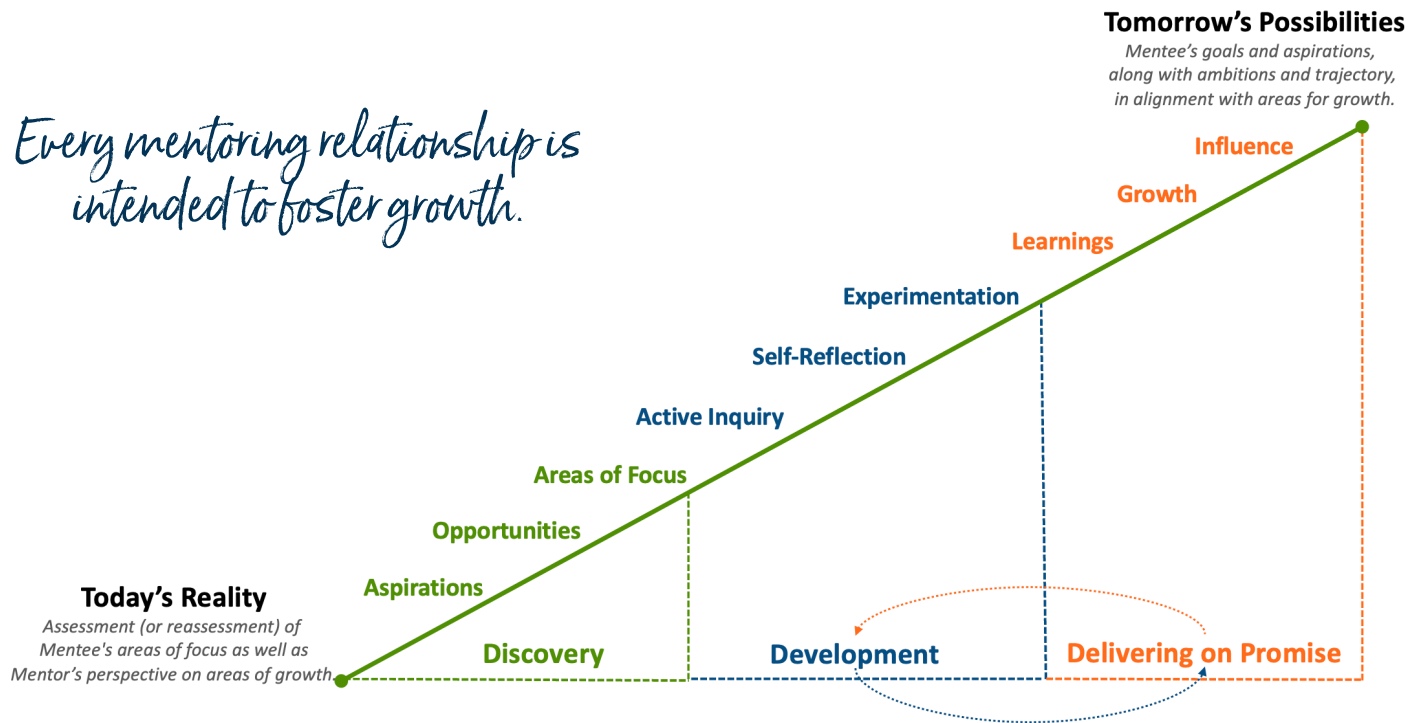 Tomorrow's Possibilities
Mentee's goals and aspirations,
along with ambitions and trajectory,
in alignment with areas for growth.
Every mentoring relationship is
intended to foster growth.
Influence
Growth
Learnings
Experimentation
Self-Reflection
Active Inquiry
Areas of Focus
Opportunities
Aspirations
Today's Reality
Assessment (or reassessment) of
Mentee's areas of focus as well as
Mentor's perspective on areas of growth.
Discovery
Development
Delivering on Promise